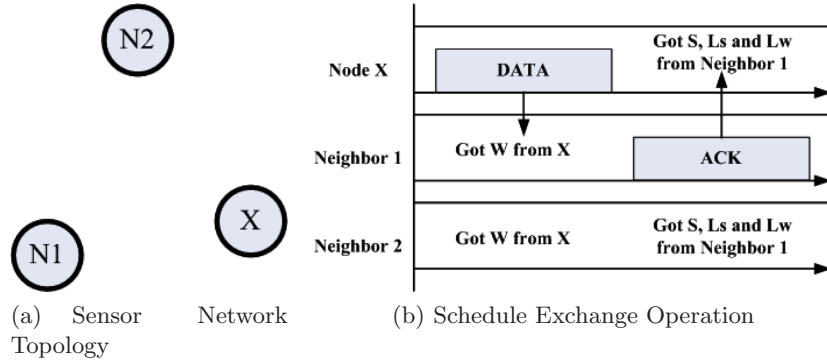 N2
X
N1
(a) Sensor Network
Topology
Node X
DATA
Got S, Ls and Lw
from Neighbor 1
Neighbor 1
Got W from X
ACK
Neighbor 2
Got W from X
Got S, Ls and Lw
from Neighbor 1
(b) Schedule Exchange Operation